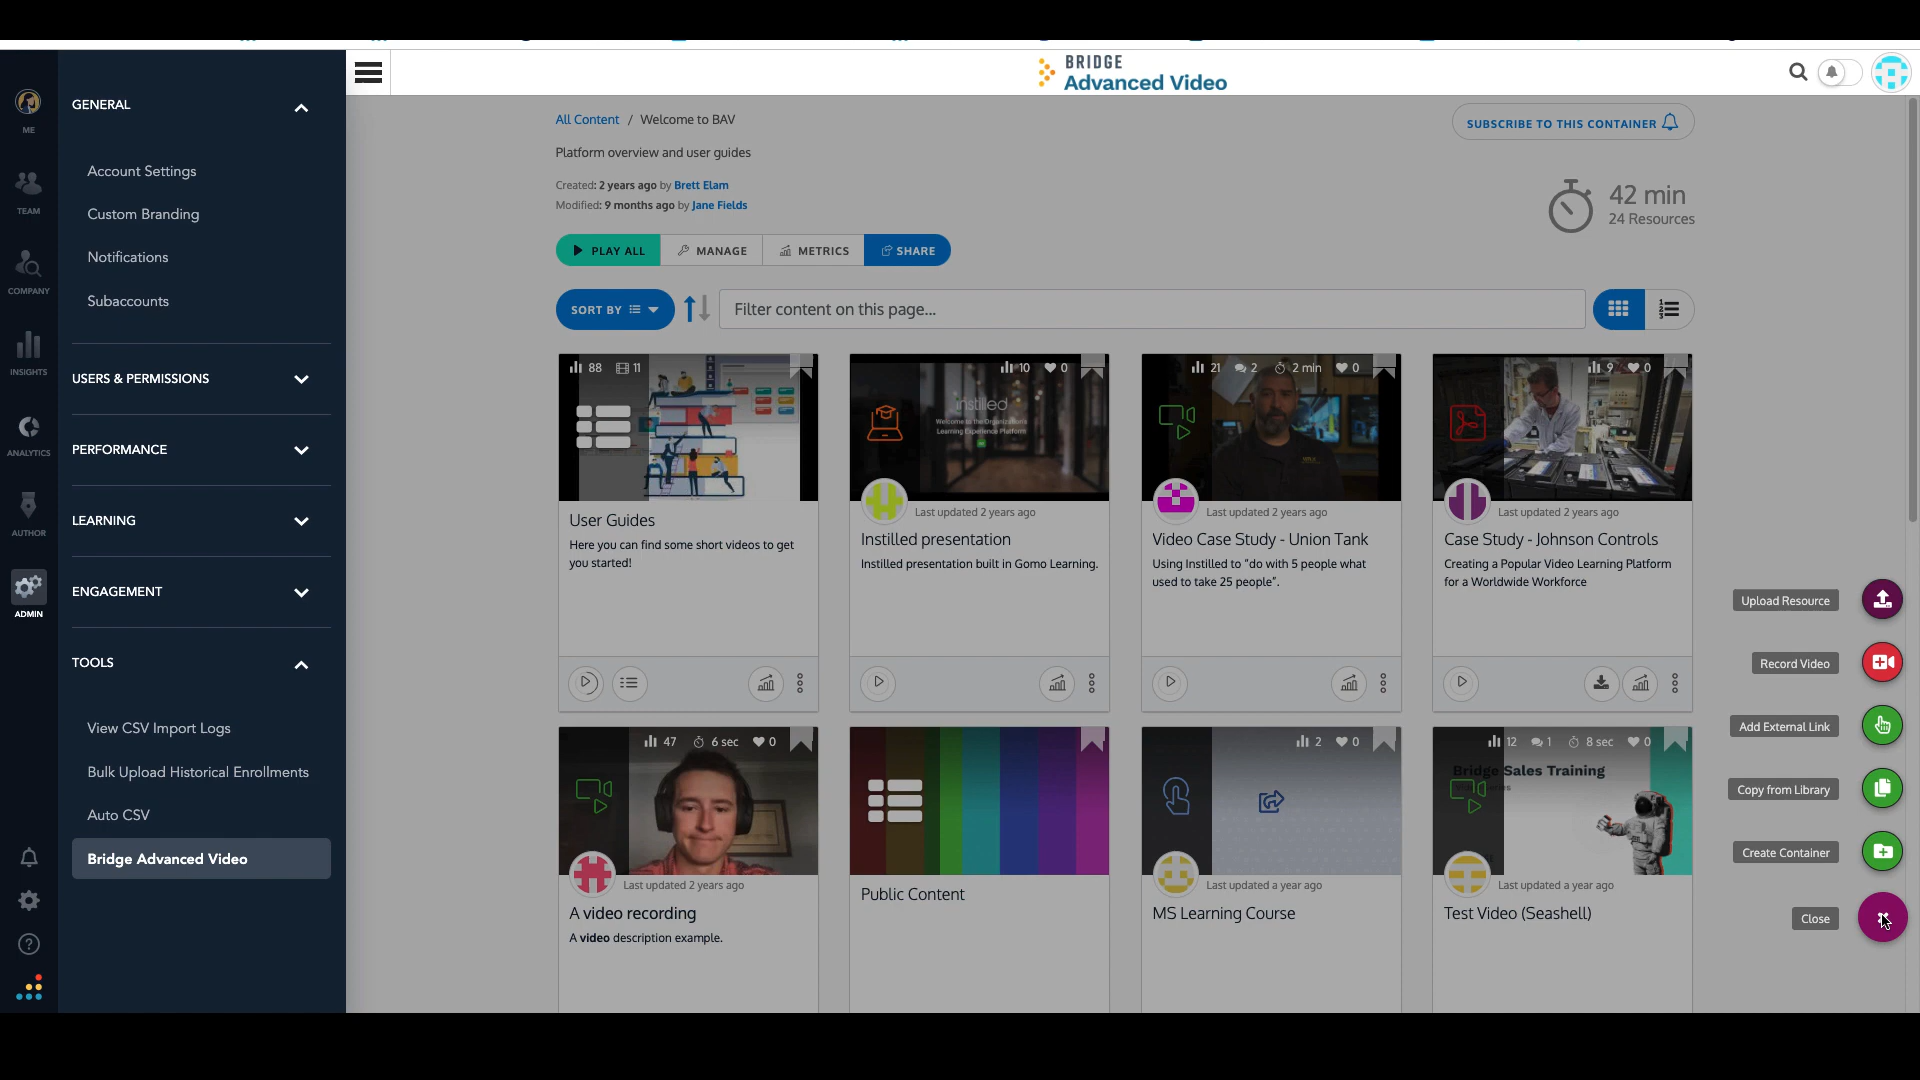 BRIDGE
Advanced Video
ME
TEAM
COMPANY
INSIGHTS
ANALYTICS
AUTHOR
ADMIN
GENERAL
Account Settings
Custom Branding
Notifications
Subaccounts
USERS & PERMISSIONS
PERFORMANCE
LEARNING
ENGAGEMENT
TOOLS
View CSV Import Logs
Bulk Upload Historical Enrollments
Auto CSV
Bridge Advanced Video
All Content / Welcome to BAV
SUBSCRIBE TO THIS CONTAINER
Platform overview and user guides
Created: 2 years ago by Brett Elam
Modified: 9 months ago by Jane Fields
42 min
24 Resources
PLAY ALL
MANAGE
METRICS
SHARE
SORT BY
Filter content on this page...
88 11
User Guides
Here you can find some short videos to get
you started!
10 0
instilled
Welcome to the Organization's
Learning Experience Platform
Last updated 2 years ago
Instilled presentation
Instilled presentation built in Gomo Learning.
21 2 2 min 0
Last updated 2 years ago
Video Case Study - Union Tank
Using Instilled to "do with 5 people what
used to take 25 people".
9 0
Last updated 2 years ago
Case Study - Johnson Controls
Creating a Popular Video Learning Platform
for a Worldwide Workforce
47 6 sec 0
Last updated 2 years ago
A video recording
A video description example.
Public Content
2 0
Last updated a year ago
MS Learning Course
12 1 8 sec 0
Bridge Sales Training
Last updated a year ago
Test Video (Seashell)
Upload Resource
Record Video
Add External Link
Copy from Library
Create Container
Close